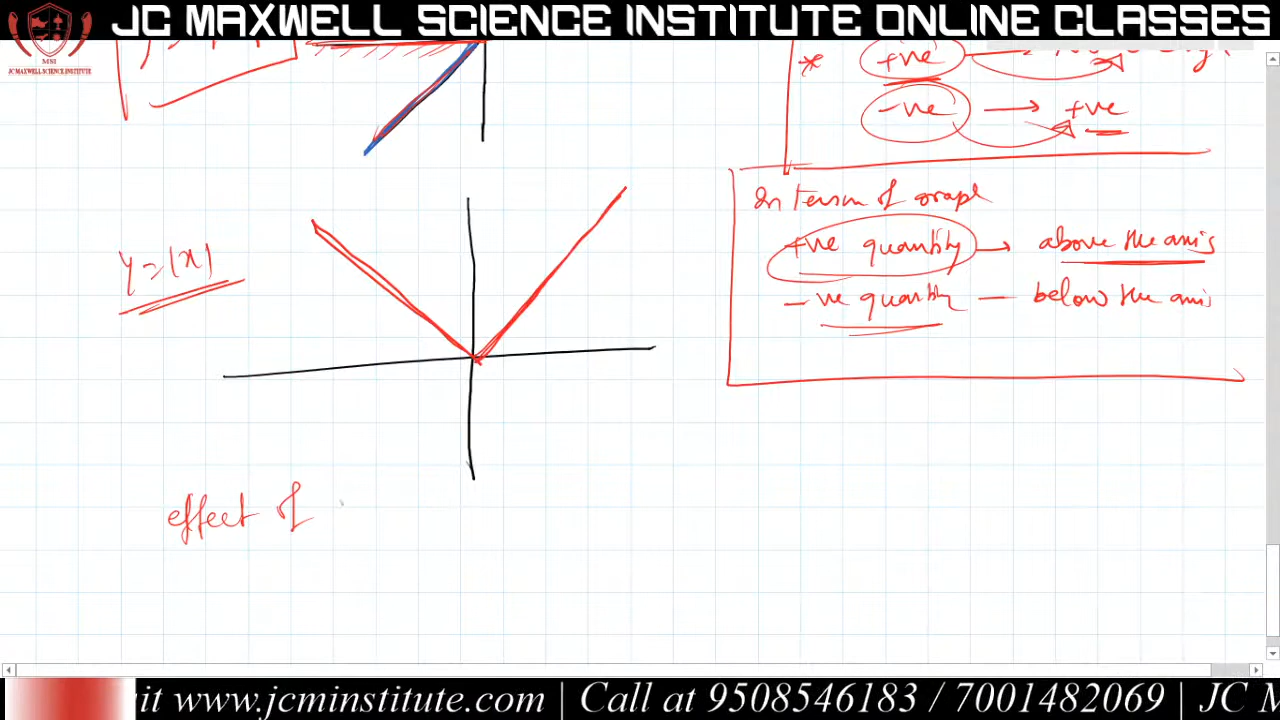 JC MAXWELL SCIENCE INSTITUTE ONLINE CLASSES
MSI
JC MAXWELL SCIENCE INSTITUTE
* +ve →
-ve → +ve
In term of graph
+ve quantity → above the axis
-ve quantity — below the axis
y = |x|
effect of
it www.jcminstitute.com | Call at 9508546183 / 7001482069 | JC M